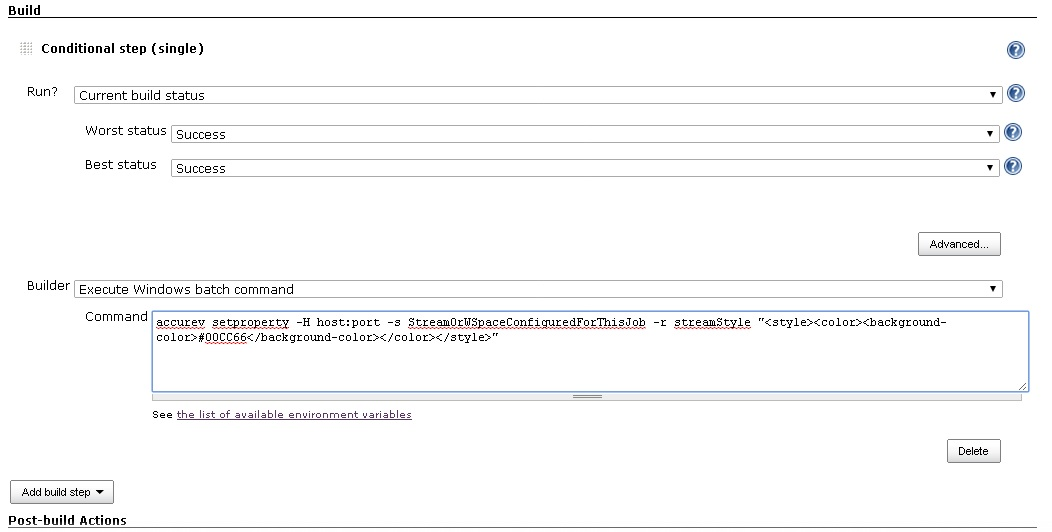 Build
Conditional step (single)
Run? Current build status
Worst status Success
Best status Success
Advanced...
Builder Execute Windows batch command
Command accurev setproperty -H host:port -s StreamOrWSpaceConfiguredForThisJob -r streamStyle "<style><color><background-
color>#00CC66</background-color></color></style>"
See the list of available environment variables
Delete
Add build step
Post-build Actions